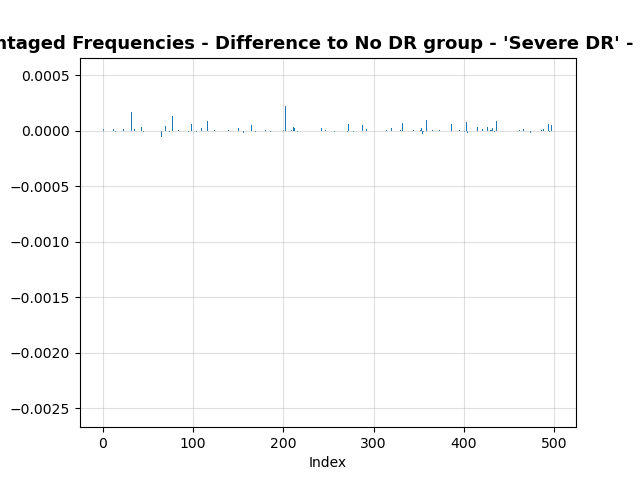 ntaged Frequencies - Difference to No DR group - 'Severe DR' -
0.0005
0.0000
−0.0005
−0.0010
−0.0015
−0.0020
−0.0025
0 100 200 300 400 500
Index